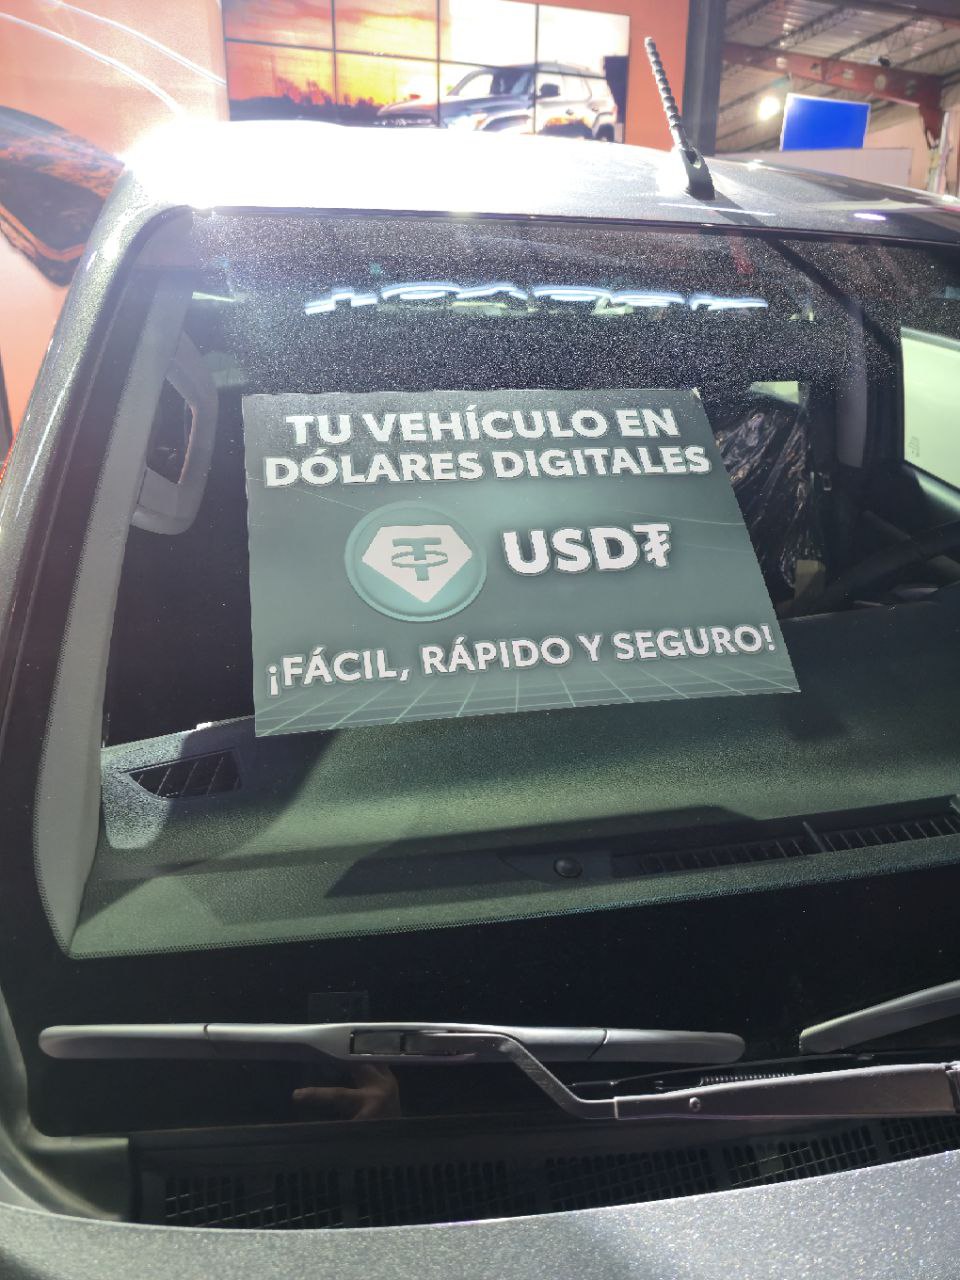 TU VEHÍCULO EN
DÓLARES DIGITALES
USD₮
¡FÁCIL, RÁPIDO Y SEGURO!